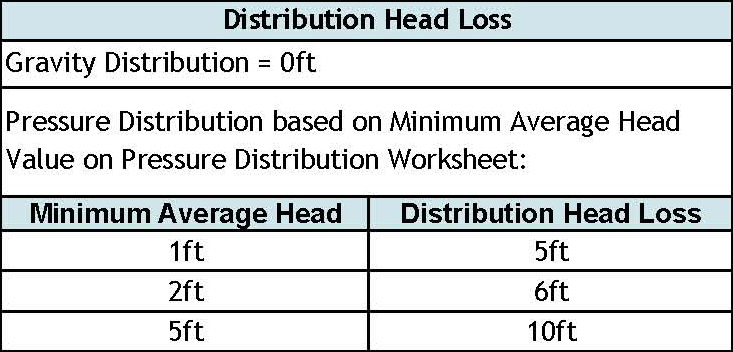 Distribution Head Loss
Gravity Distribution = 0ft
Pressure Distribution based on Minimum Average Head
Value on Pressure Distribution Worksheet:
Minimum Average Head Distribution Head Loss
1ft 5ft
2ft 6ft
5ft 10ft